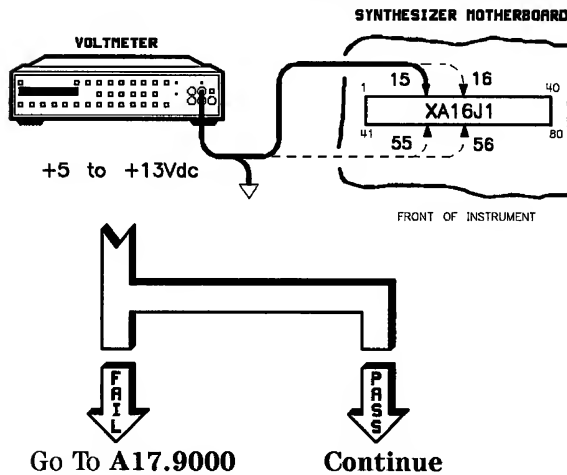 SYNTHESIZER MOTHERBOARD
VOLTMETER
15 16
1 40
XA16J1
41 80
55 56
+5 to +13Vdc
FRONT OF INSTRUMENT
FAIL
PASS
Go To A17.9000
Continue